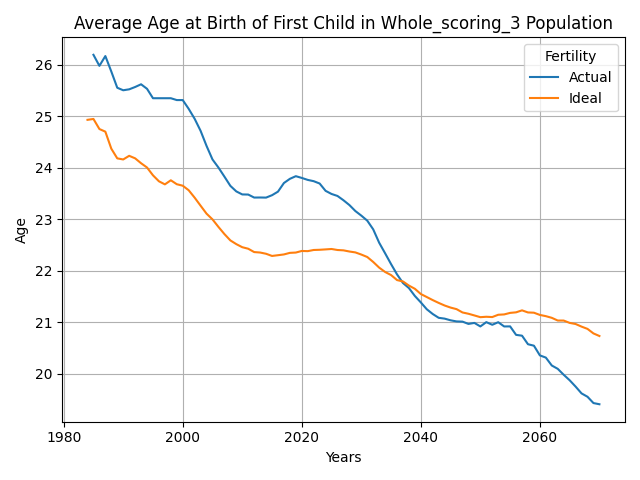 Average Age at Birth of First Child in Whole_scoring_3 Population
Fertility
Actual
Ideal
26
25
24
23
22
21
20
Age
1980
2000
2020
2040
2060
Years